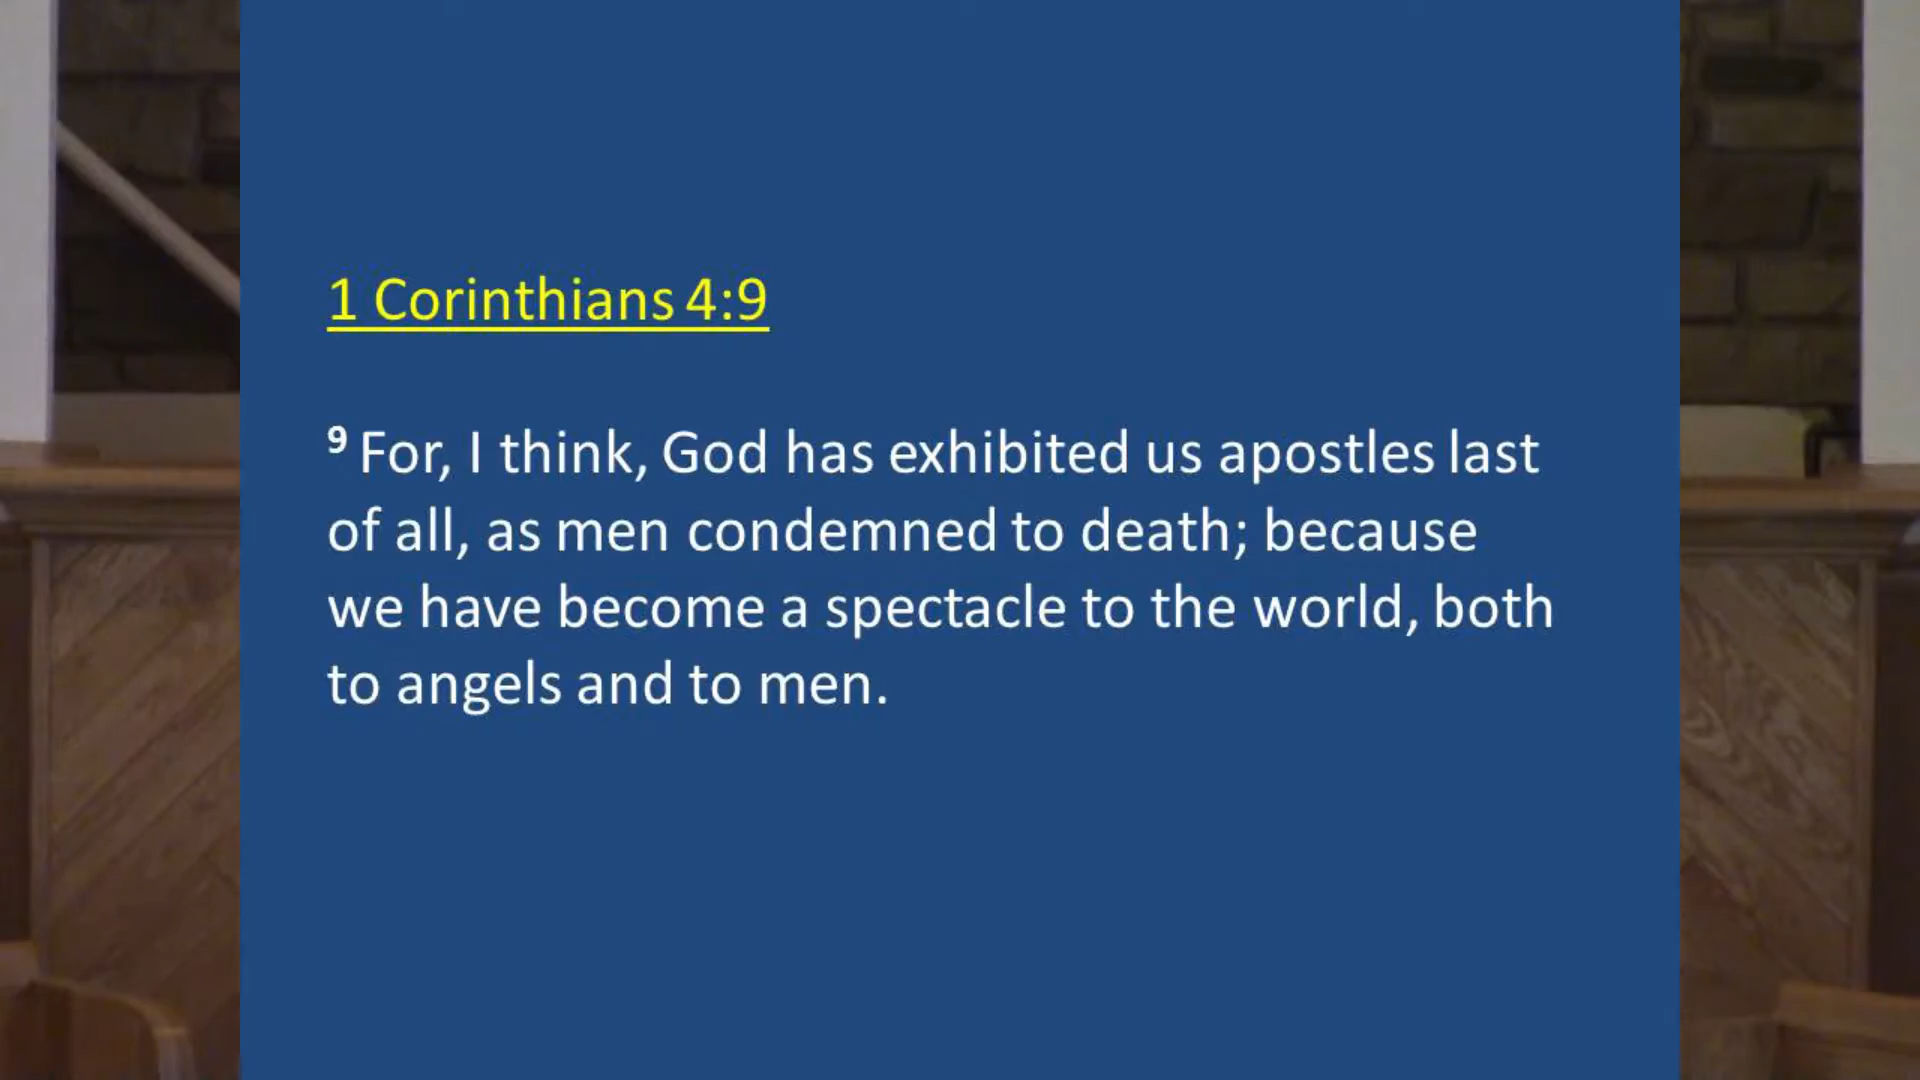 1 Corinthians 4:9
9 For, I think, God has exhibited us apostles last
of all, as men condemned to death; because
we have become a spectacle to the world, both
to angels and to men.